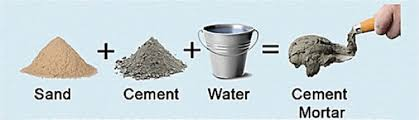 + + =
Sand Cement Water Cement
Mortar